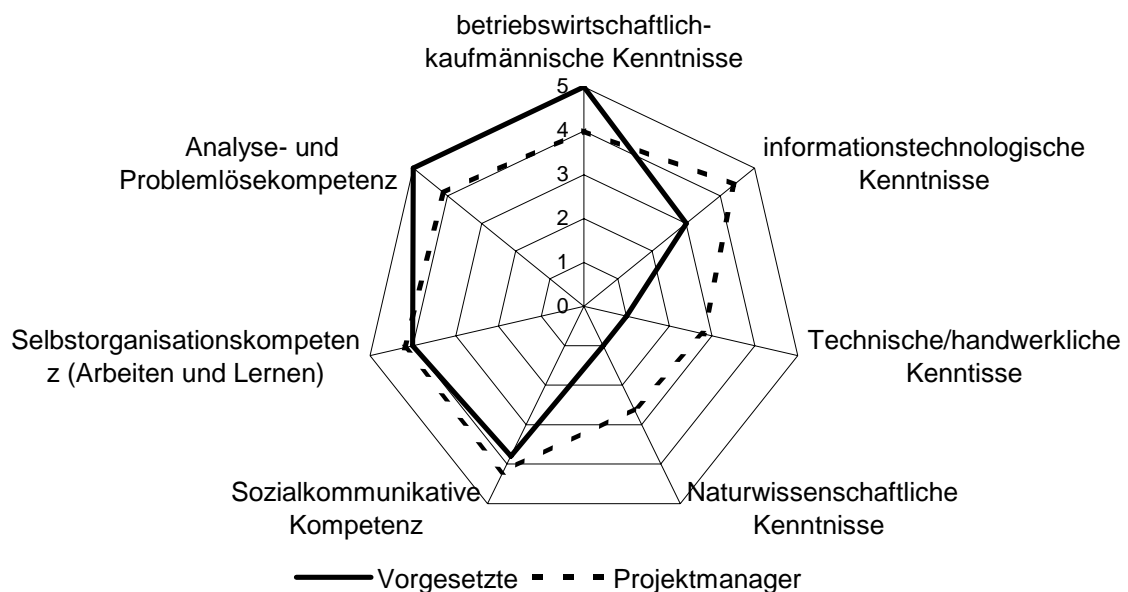 betriebswirtschaftlich-
kaufmännische Kenntnisse
5
4
3
2
1
0
Analyse- und
Problemlösekompetenz
informationstechnologische
Kenntnisse
Selbstorganisationskompeten
z (Arbeiten und Lernen)
Technische/handwerkliche
Kenntisse
Sozialkommunikative
Kompetenz
Naturwissenschaftliche
Kenntnisse
Vorgesetzte
Projektmanager